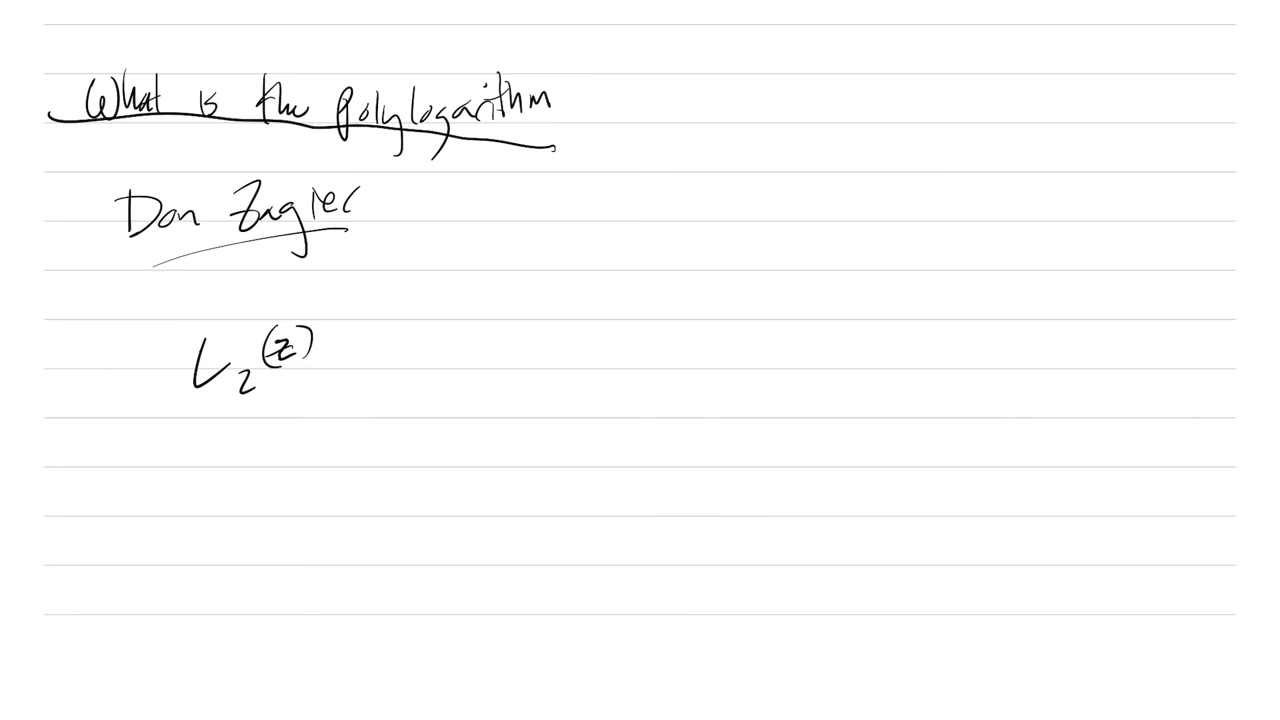 What is the polylogarithm
Don Zagier
L₂(z)